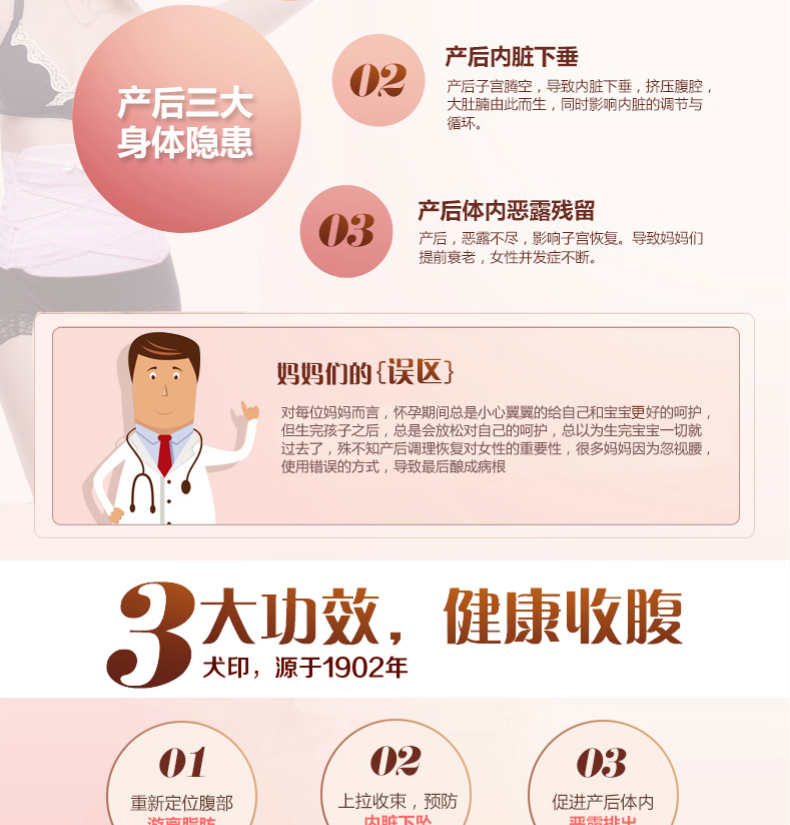 产后三大
身体隐患
02
产后内脏下垂
产后子宫腾空，导致内脏下垂，挤压腹腔，
大肚腩由此而生，同时影响内脏的调节与
循环。
03
产后体内恶露残留
产后，恶露不尽，影响子宫恢复。导致妈妈们
提前衰老，女性并发症不断。
妈妈们的{误区}
对每位妈妈而言，怀孕期间总是小心翼翼的给自己和宝宝更好的呵护，
但生完孩子之后，总是会放松对自己的呵护，总以为生完宝宝一切就
过去了，殊不知产后调理恢复对女性的重要性，很多妈妈因为忽视腰，
使用错误的方式，导致最后酿成病根
3大功效，健康收腹
犬印，源于1902年
01
重新定位腹部
游离脂肪
02
上拉收束，预防
内脏下坠
03
促进产后体内
恶露排出